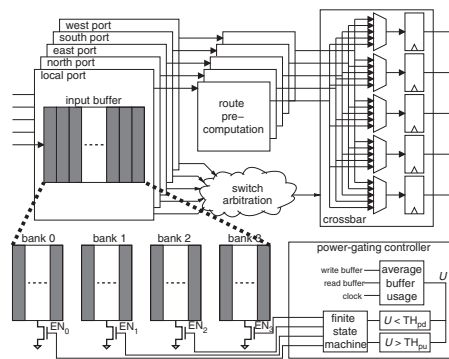 west port
south port
east port
north port
local port
input buffer
route
pre-
computation
switch
arbitration
crossbar
bank 0
bank 1
bank 2
bank 3
EN0
EN1
EN2
EN3
power-gating controller
write buffer
read buffer
clock
average
buffer
usage
U
finite
state
machine
U < THpd
U > THpu